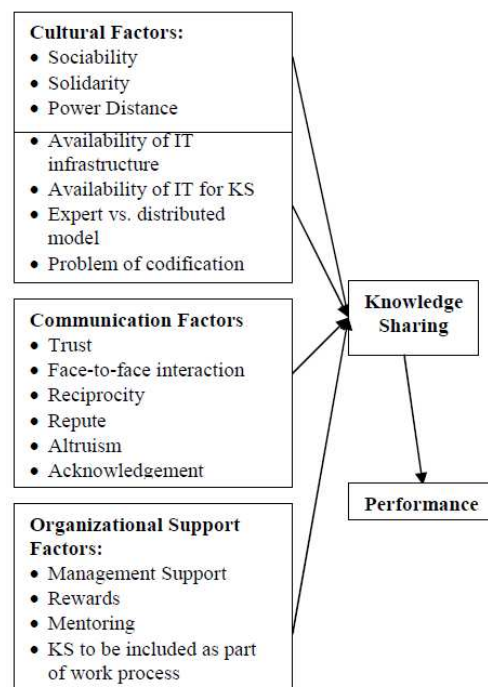 Cultural Factors:
• Sociability
• Solidarity
• Power Distance
• Availability of IT
infrastructure
• Availability of IT for KS
• Expert vs. distributed
model
• Problem of codification
Communication Factors
• Trust
• Face-to-face interaction
• Reciprocity
• Repute
• Altruism
• Acknowledgement
Organizational Support
Factors:
• Management Support
• Rewards
• Mentoring
• KS to be included as part
of work process
Knowledge
Sharing
Performance